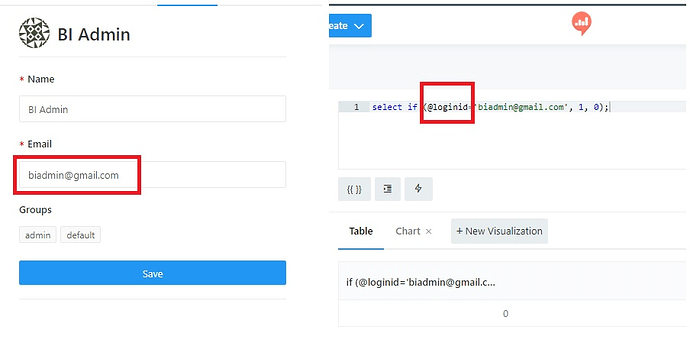 BI Admin
* Name
BI Admin
* Email
biadmin@gmail.com
Groups
admin default
Save
eate
1 select if (@loginid='biadmin@gmail.com', 1, 0);
{{ }}
Table Chart × + New Visualization
if (@loginid='biadmin@gmail.c...
0